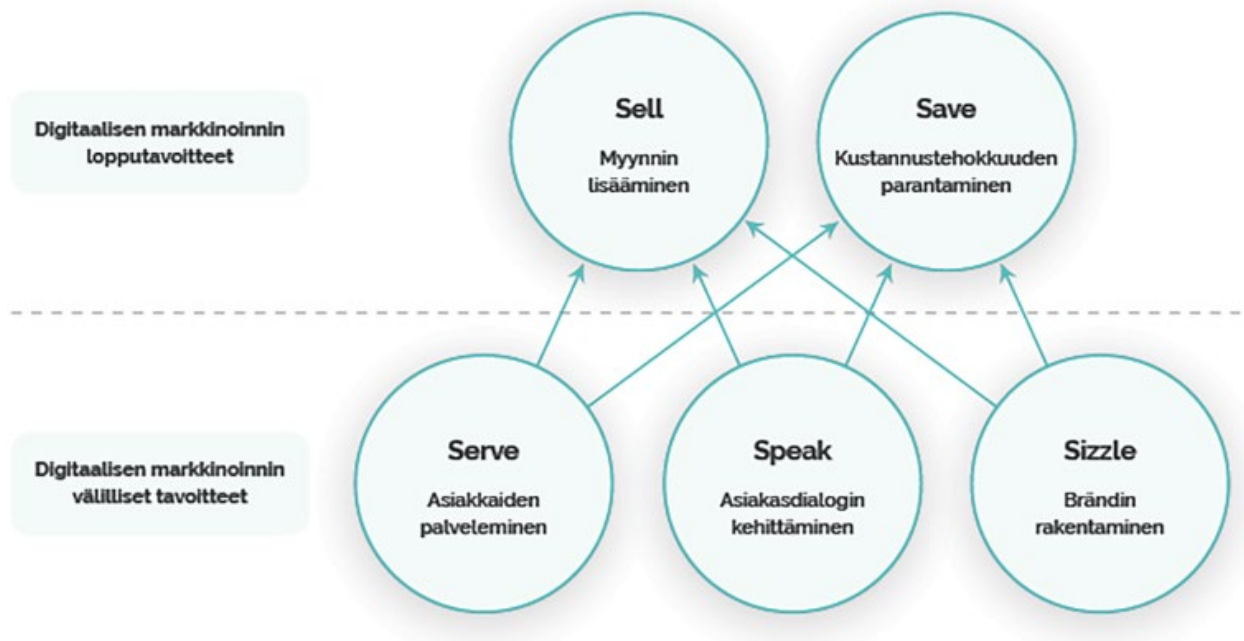 Digitaalisen markkinoinnin
lopputavoitteet
Sell
Myynnin
lisääminen
Save
Kustannustehokkuuden
parantaminen
Digitaalisen markkinoinnin
välilliset tavoitteet
Serve
Asiakkaiden
palveleminen
Speak
Asiakasdialogin
kehittäminen
Sizzle
Brändin
rakentaminen